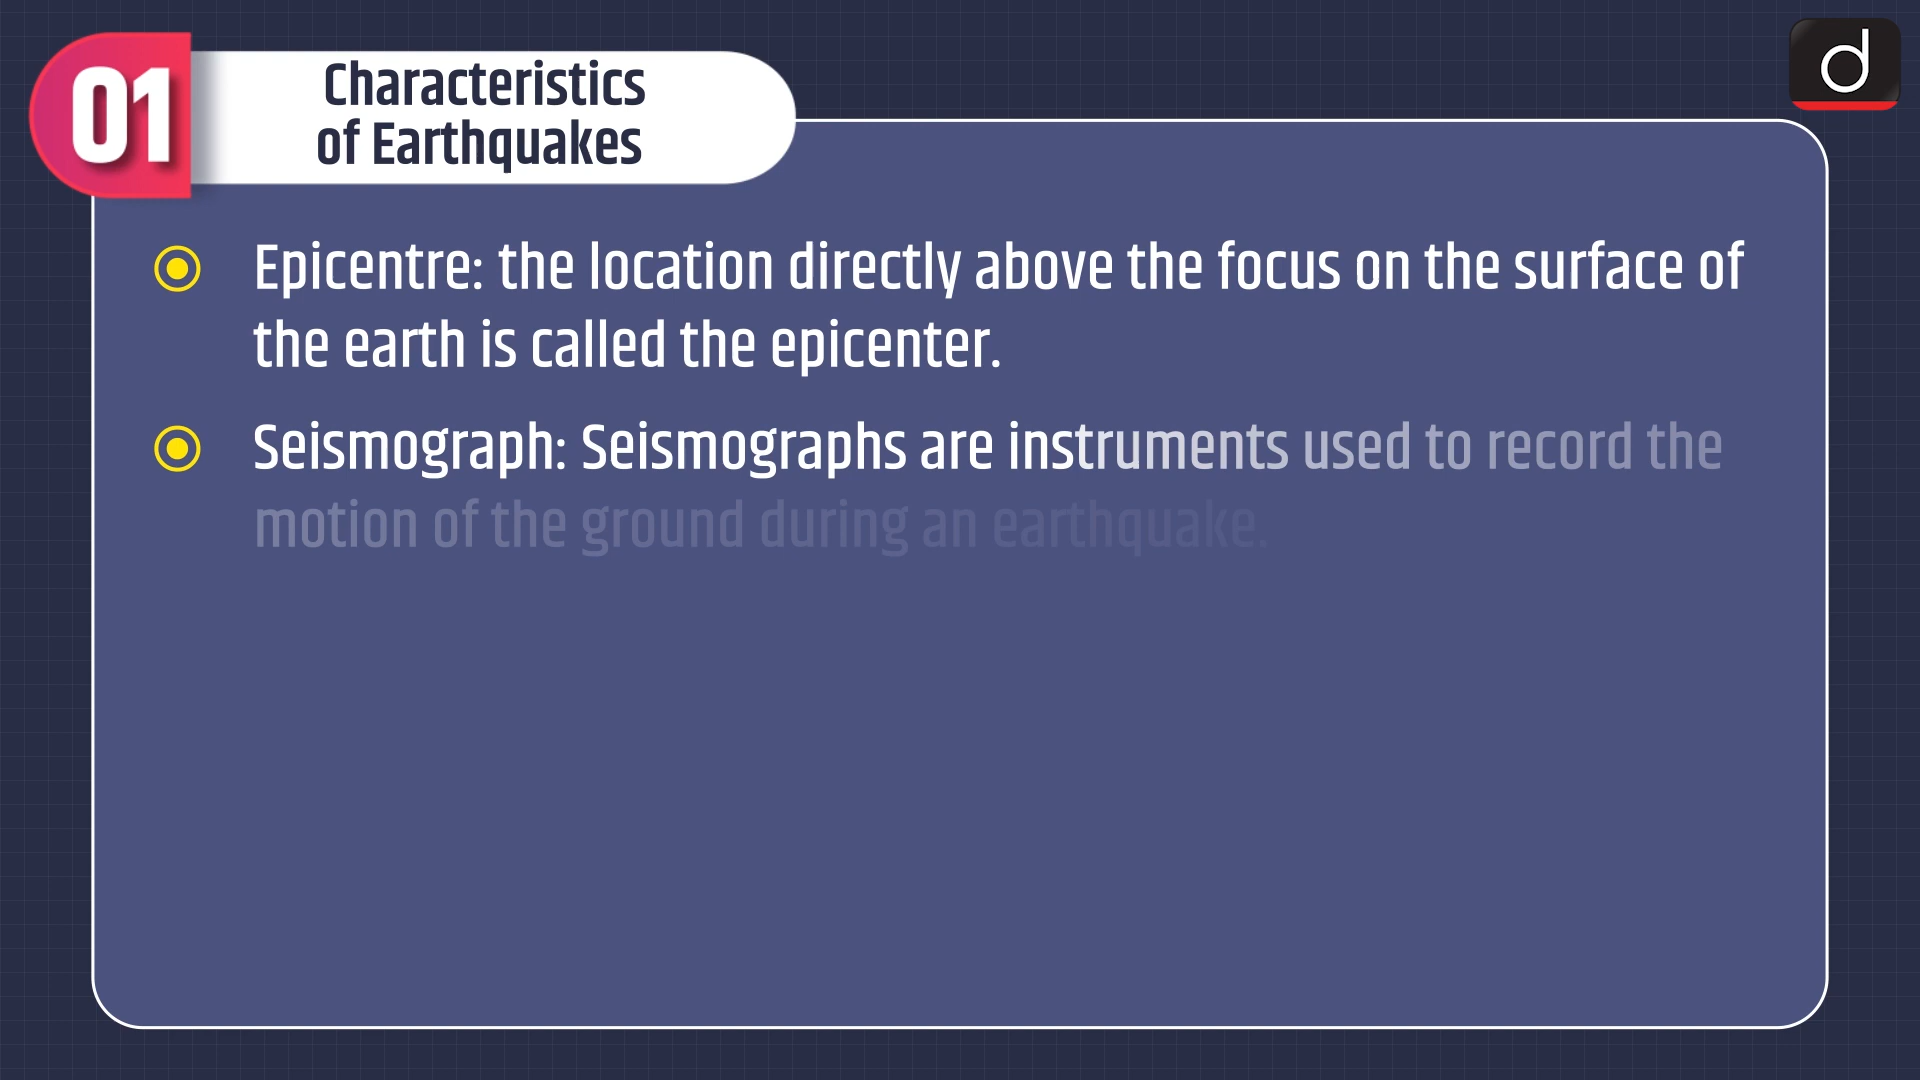 01
Characteristics
of Earthquakes
d
Epicentre: the location directly above the focus on the surface of
the earth is called the epicenter.
Seismograph: Seismographs are instruments used to record the
motion of the ground during an earthquake.